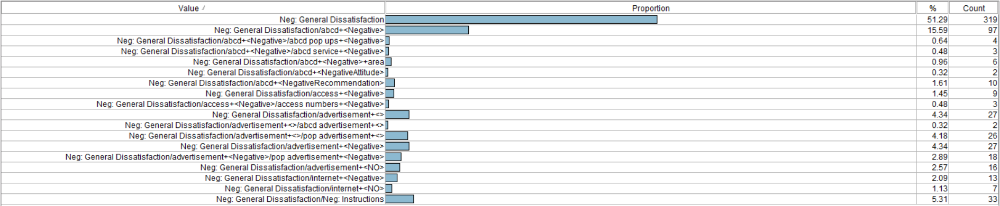 Value Proportion % Count
Neg: General Dissatisfaction 51.29 319
Neg: General Dissatisfaction/abcd+<Negative> 15.59 97
Neg: General Dissatisfaction/abcd+<Negative>/abcd pop ups+<Negative> 0.64 4
Neg: General Dissatisfaction/abcd+<Negative>/abcd service+<Negative> 0.48 3
Neg: General Dissatisfaction/abcd+<Negative>+area 0.96 6
Neg: General Dissatisfaction/abcd+<NegativeAttitude> 0.32 2
Neg: General Dissatisfaction/abcd+<NegativeRecommendation> 1.61 10
Neg: General Dissatisfaction/access+<Negative> 1.45 9
Neg: General Dissatisfaction/access+<Negative>/access numbers+<Negative> 0.48 3
Neg: General Dissatisfaction/advertisement+<> 4.34 27
Neg: General Dissatisfaction/advertisement+<>/abcd advertisement+<> 0.32 2
Neg: General Dissatisfaction/advertisement+<>/pop advertisement+<> 4.18 26
Neg: General Dissatisfaction/advertisement+<Negative> 4.34 27
Neg: General Dissatisfaction/advertisement+<Negative>/pop advertisement+<Negative> 2.89 18
Neg: General Dissatisfaction/advertisement+<NO> 2.57 16
Neg: General Dissatisfaction/internet+<Negative> 2.09 13
Neg: General Dissatisfaction/internet+<NO> 1.13 7
Neg: General Dissatisfaction/Neg: Instructions 5.31 33